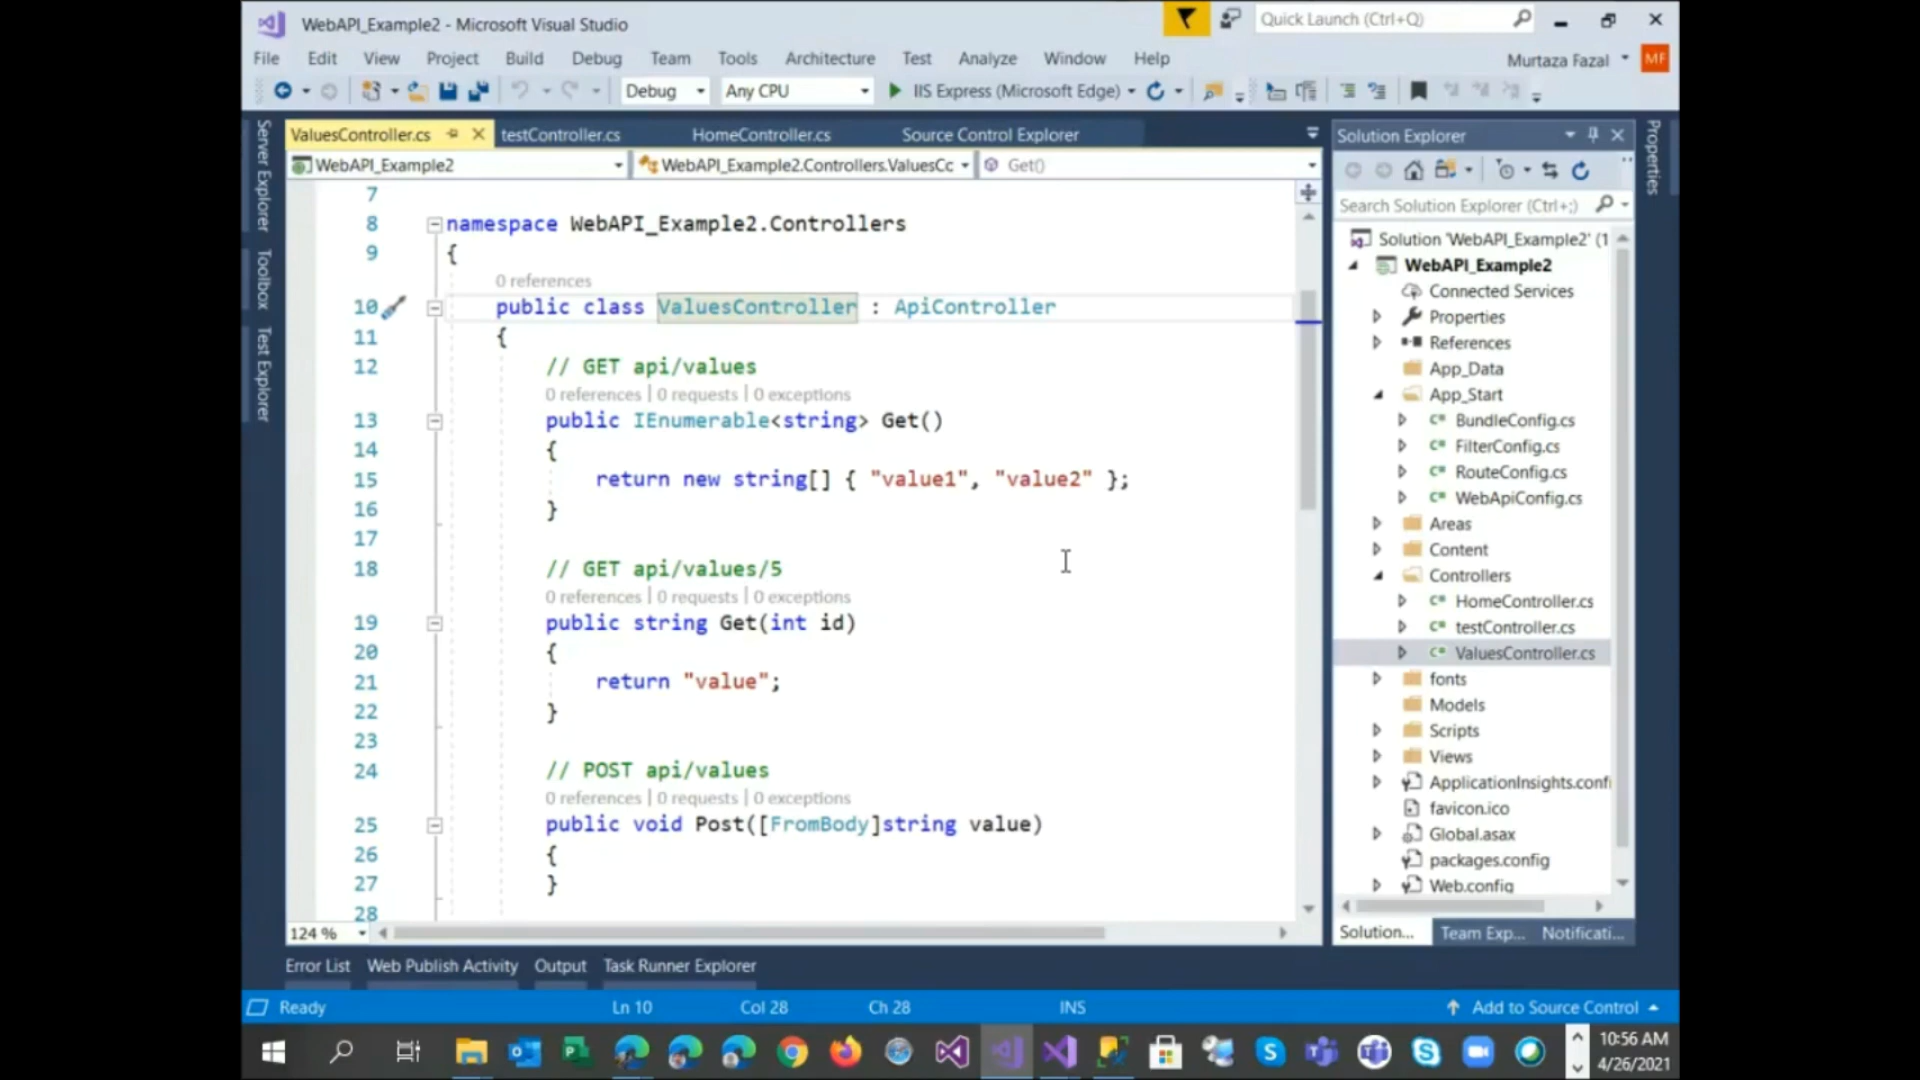 WebAPI_Example2 - Microsoft Visual Studio
Quick Launch (Ctrl+Q)
File Edit View Project Build Debug Team Tools Test Architecture Test Analyze Window Help
Murtaza Fazal
MF
Debug
Any CPU
IIS Express (Microsoft Edge)
ValuesController.cs
testController.cs
HomeController.cs
Source Control Explorer
WebAPI_Example2
WebAPI_Example2.Controllers.ValuesCc
Get()
Server Explorer
Toolbox
Test Explorer
7
8 namespace WebAPI_Example2.Controllers
9 {
0 references
10 public class ValuesController : ApiController
11 {
12 // GET api/values
0 references | 0 requests | 0 exceptions
13 public IEnumerable<string> Get()
14 {
15 return new string[] { "value1", "value2" };
16 }
17
18 // GET api/values/5
0 references | 0 requests | 0 exceptions
19 public string Get(int id)
20 {
21 return "value";
22 }
23
24 // POST api/values
0 references | 0 requests | 0 exceptions
25 public void Post([FromBody]string value)
26 {
27 }
28
124 %
Solution Explorer
Search Solution Explorer (Ctrl+;)
Solution 'WebAPI_Example2' (1
WebAPI_Example2
Connected Services
Properties
References
App_Data
App_Start
C# BundleConfig.cs
C# FilterConfig.cs
C# RouteConfig.cs
C# WebApiConfig.cs
Areas
Content
Controllers
C# HomeController.cs
C# testController.cs
C# ValuesController.cs
fonts
Models
Scripts
Views
ApplicationInsights.confi
favicon.ico
Global.asax
packages.config
Web.config
Solution...
Team Exp...
Notificati...
Properties
Error List
Web Publish Activity
Output
Task Runner Explorer
Ready
Ln 10
Col 28
Ch 28
INS
Add to Source Control
10:56 AM
4/26/2021